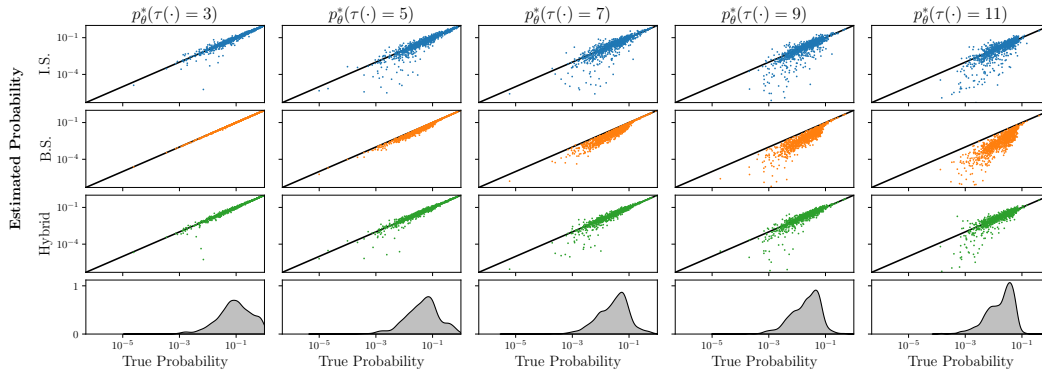 p*θ(τ(·) = 3) p*θ(τ(·) = 5) p*θ(τ(·) = 7) p*θ(τ(·) = 9) p*θ(τ(·) = 11)
Estimated Probability
I.S.
10⁻¹
10⁻⁴
B.S.
10⁻¹
10⁻⁴
Hybrid
10⁻¹
10⁻⁴
1
0
10⁻⁵ 10⁻³ 10⁻¹ 10⁻⁵ 10⁻³ 10⁻¹ 10⁻⁵ 10⁻³ 10⁻¹ 10⁻⁵ 10⁻³ 10⁻¹ 10⁻⁵ 10⁻³ 10⁻¹
True Probability True Probability True Probability True Probability True Probability